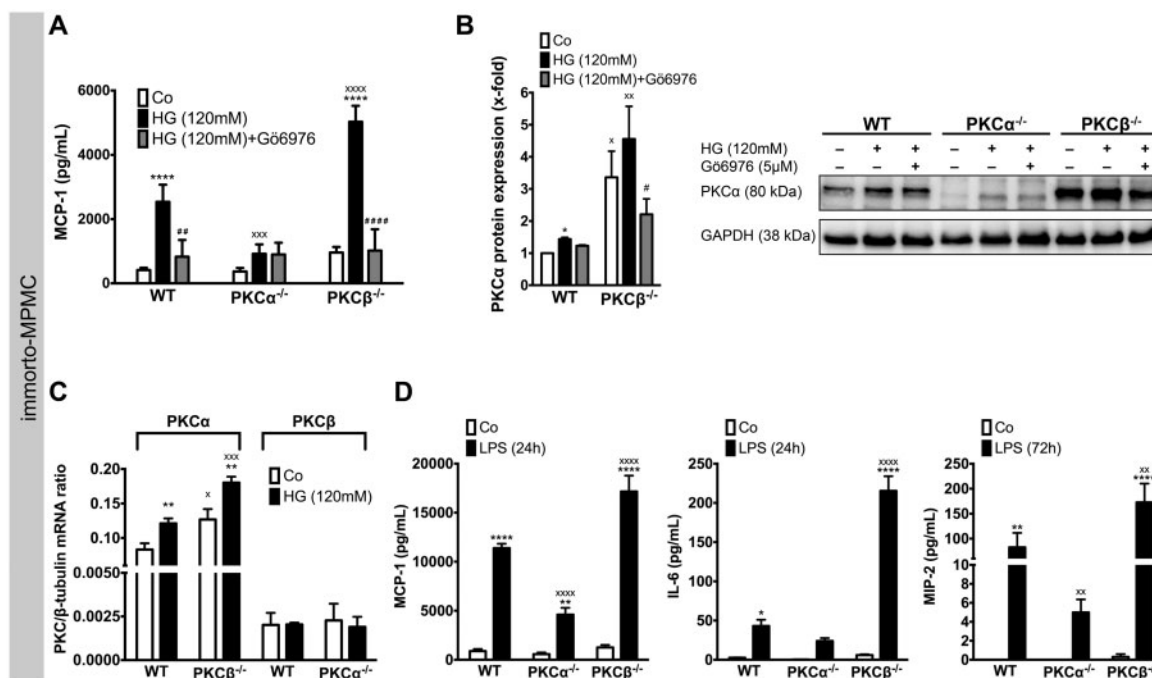 immorto-MPMC
A
Co
HG (120mM)
HG (120mM)+Gö6976
MCP-1 (pg/mL)
6000
4000
2000
0
****
##
xxx
xxxx
****
####
WT
PKCα-/-
PKCβ-/-
B
Co
HG (120mM)
HG (120mM)+Gö6976
PKCα protein expression (x-fold)
6
5
4
3
2
1
0
*
x
xx
#
WT
PKCβ-/-
WT PKCα-/- PKCβ-/-
HG (120mM) – + + – + + – + +
Gö6976 (5µM) + + +
PKCα (80 kDa)
GAPDH (38 kDa)
C
PKCα PKCβ
Co
HG (120mM)
PKC/β-tubulin mRNA ratio
0.20
0.15
0.10
0.0050
0.0025
0.0000
**
x
xxx
**
WT PKCβ-/- WT PKCα-/-
D
Co
LPS (24h)
MCP-1 (pg/mL)
20000
15000
10000
5000
0
****
xxxx
**
xxxx
****
WT PKCα-/- PKCβ-/-
Co
LPS (24h)
IL-6 (pg/mL)
250
200
150
100
50
0
*
xxxx
****
WT PKCα-/- PKCβ-/-
Co
LPS (72h)
MIP-2 (pg/mL)
250
200
150
100
50
8
6
4
2
0
**
xx
xx
****
WT PKCα-/- PKCβ-/-